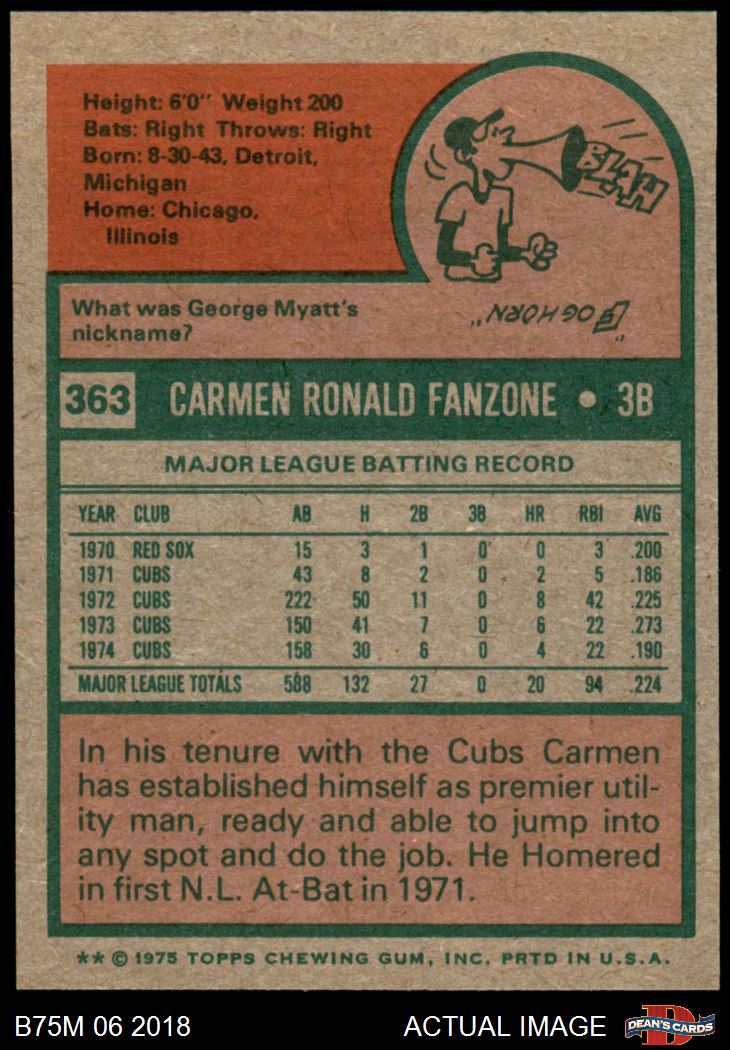 Height: 6'0" Weight 200
Bats: Right Throws: Right
Born: 8-30-43, Detroit,
Michigan
Home: Chicago,
Illinois
BLAH
What was George Myatt's
nickname?
"FOG HORN"
363 CARMEN RONALD FANZONE • 3B
MAJOR LEAGUE BATTING RECORD
YEAR CLUB AB H 2B 3B HR RBI AVG
1970 RED SOX 15 3 1 0 0 3 .200
1971 CUBS 43 8 2 0 2 5 .186
1972 CUBS 222 50 11 0 8 42 .225
1973 CUBS 150 41 7 0 6 22 .273
1974 CUBS 158 30 6 0 4 22 .190
MAJOR LEAGUE TOTALS 588 132 27 0 20 94 .224
In his tenure with the Cubs Carmen
has established himself as premier util-
ity man, ready and able to jump into
any spot and do the job. He Homered
in first N.L. At-Bat in 1971.
** © 1975 TOPPS CHEWING GUM, INC. PRTD IN U.S.A.
B75M 06 2018 ACTUAL IMAGE D DEAN'S CARDS